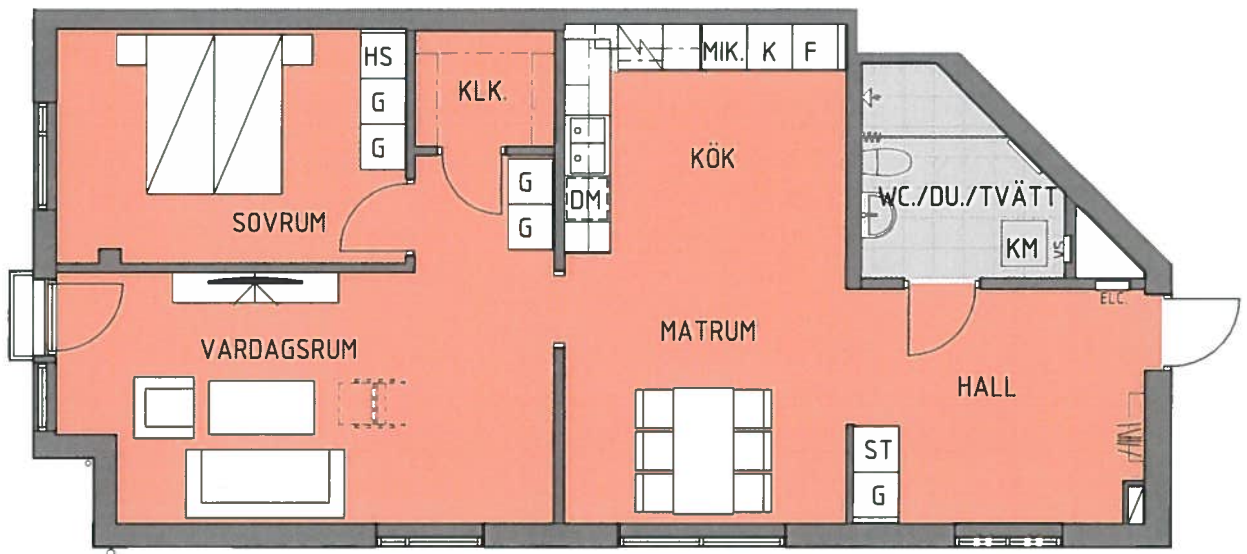 HS
G
G
KLK.
MIK. K F
KÖK
G
G
DM
SOVRUM
WC./DU./TVÄTT
KM
VS
ELC.
VARDAGSRUM
MATRUM
HALL
ST
G